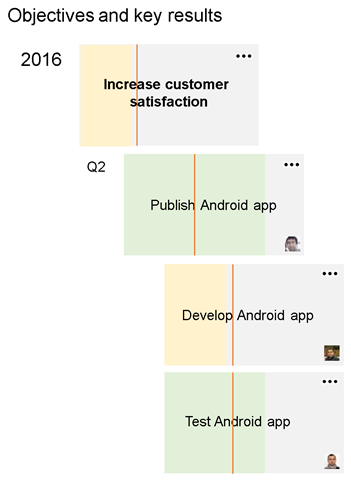 Objectives and key results
2016
Increase customer
satisfaction
Q2
Publish Android app
Develop Android app
Test Android app